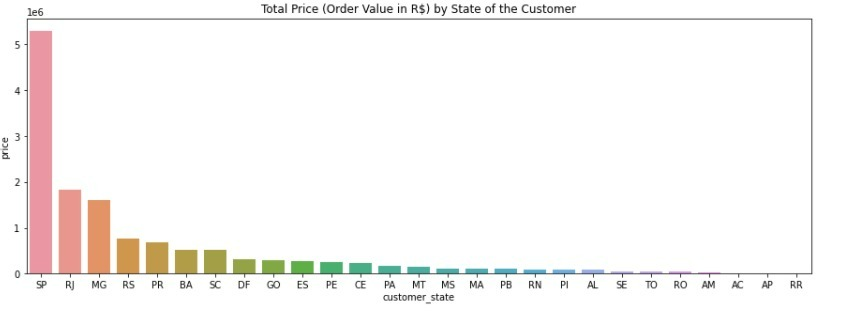 Total Price (Order Value in R$) by State of the Customer
1e6
5
4
3
2
1
0
price
SP RJ MG RS PR BA SC DF GO ES PE CE PA MT MS MA PB RN PI AL SE TO RO AM AC AP RR
customer_state